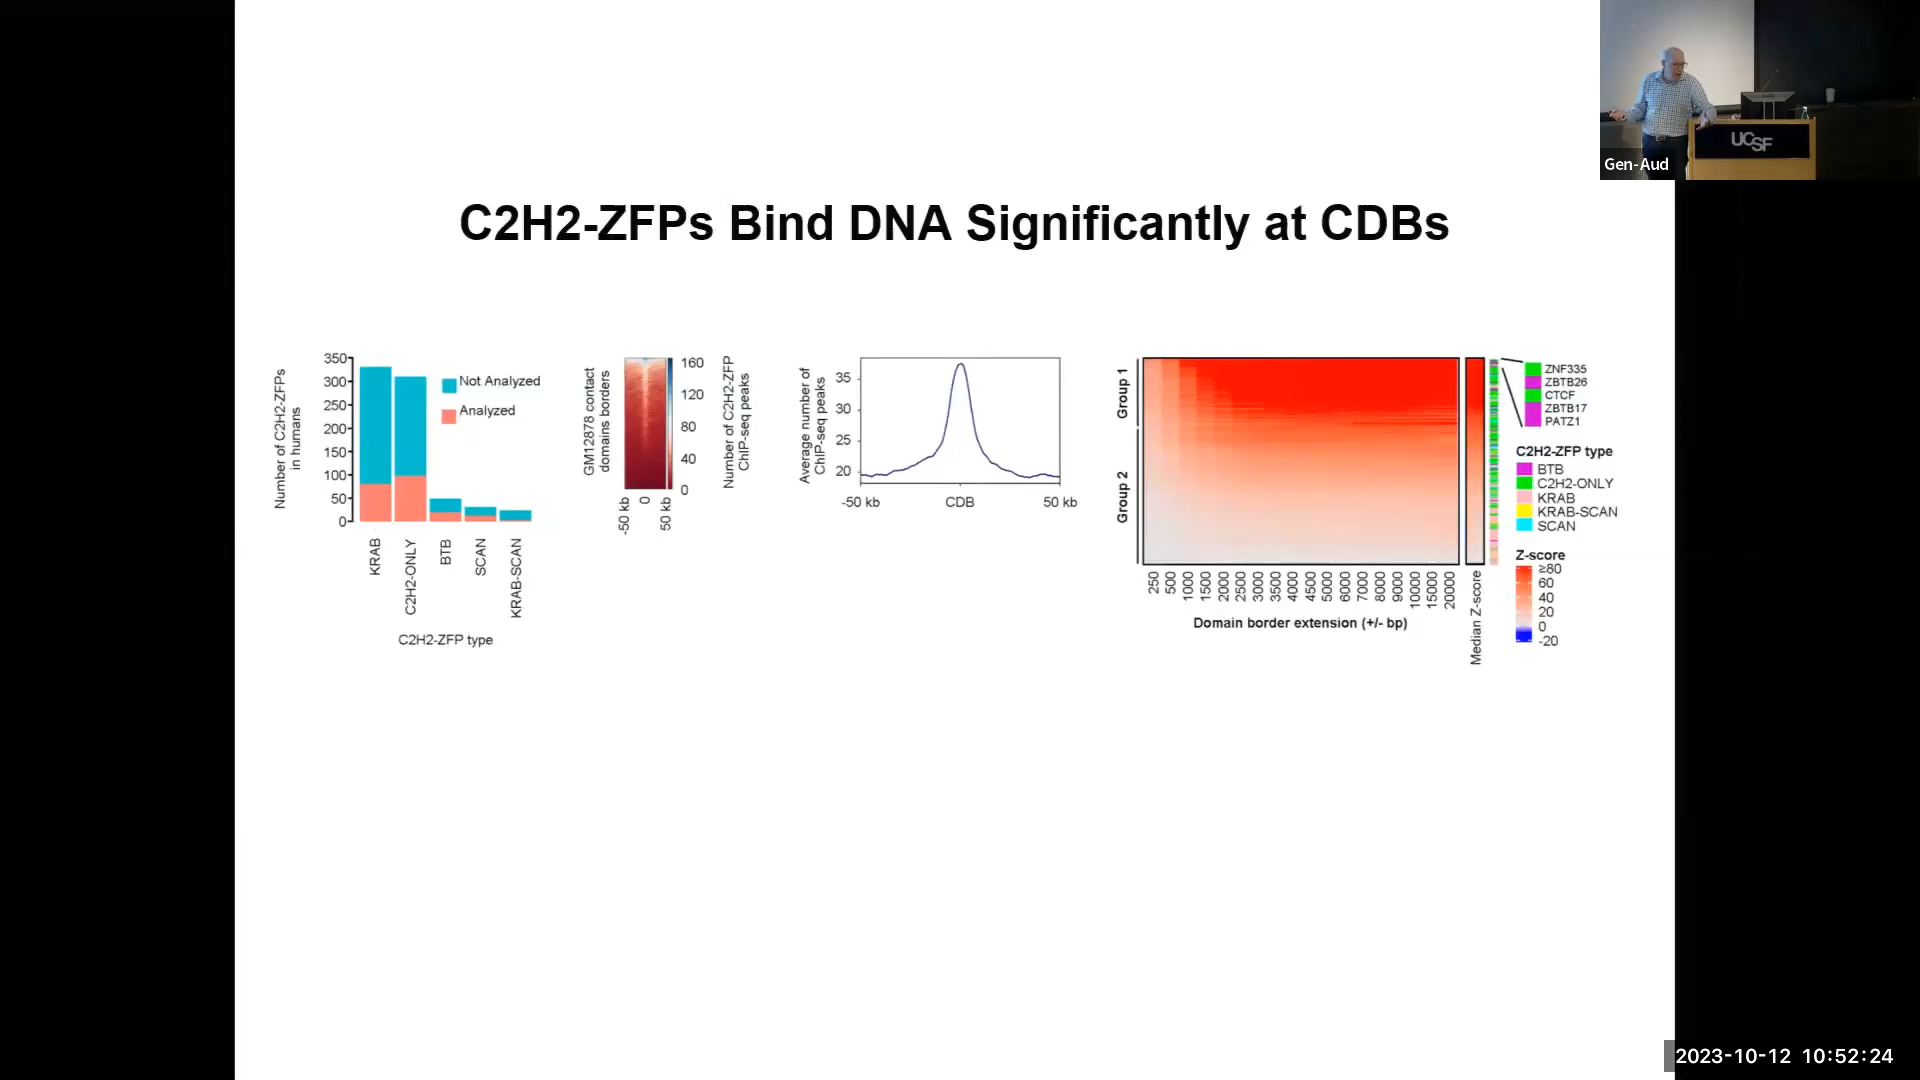 UCSF
Gen-Aud
C2H2-ZFPs Bind DNA Significantly at CDBs
Number of C2H2-ZFPs
in humans
350
300
250
200
150
100
50
0
Not Analyzed
Analyzed
KRAB
C2H2-ONLY
BTB
SCAN
KRAB-SCAN
C2H2-ZFP type
GM12878 contact
domains borders
-50 kb
0
50 kb
160
120
80
40
0
Number of C2H2-ZFP
ChIP-seq peaks
Average number of
ChIP-seq peaks
35
30
25
20
-50 kb
CDB
50 kb
Group 1
Group 2
250
500
1000
1500
2000
2500
3000
3500
4000
4500
5000
6000
7000
8000
9000
10000
15000
20000
Domain border extension (+/- bp)
Median Z-score
ZNF335
ZBTB26
CTCF
ZBTB17
PATZ1
C2H2-ZFP type
BTB
C2H2-ONLY
KRAB
KRAB-SCAN
SCAN
Z-score
≥80
60
40
20
0
-20
2023-10-12 10:52:24